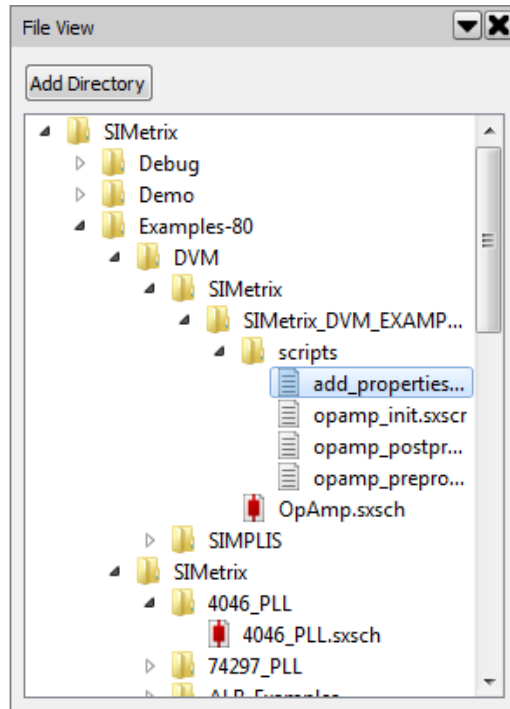 File View
Add Directory
SIMetrix
Debug
Demo
Examples-80
DVM
SIMetrix
SIMetrix_DVM_EXAMP...
scripts
add_properties...
opamp_init.sxscr
opamp_postpr...
opamp_prepro...
OpAmp.sxsch
SIMPLIS
SIMetrix
4046_PLL
4046_PLL.sxsch
74297_PLL